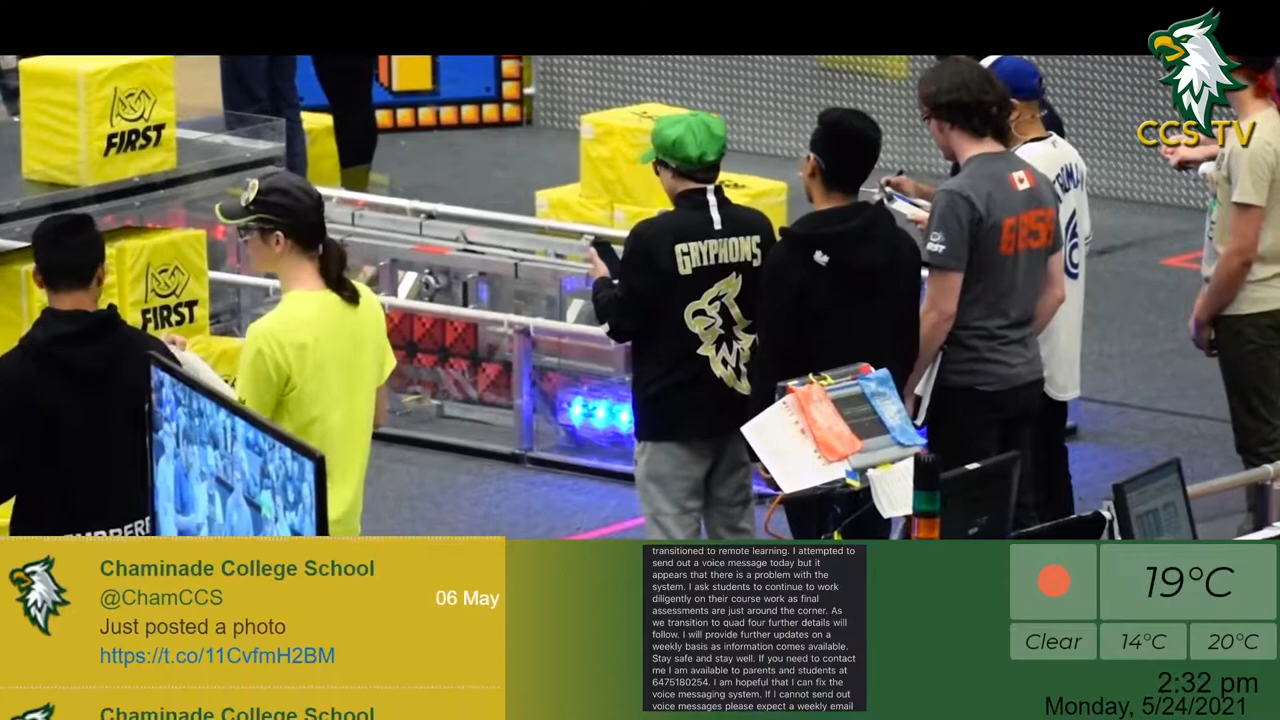 CCS TV
FIRST
FIRST
GRYPHONS
FIRST
Chaminade College School
@ChamCCS
06 May
Just posted a photo
https://t.co/11CvfmH2BM
Chaminade College School
transitioned to remote learning. I attempted to
send out a voice message today but it
appears that there is a problem with the
system. I ask students to continue to work
diligently on their course work as final
assessments are just around the corner. As
we transition to quad four further details will
follow. I will provide further updates on a
weekly basis as information comes available.
Stay safe and stay well. If you need to contact
me I am available to parents and students at
6475180254. I am hopeful that I can fix the
voice messaging system. If I cannot send out
voice messages please expect a weekly email
19°C
Clear
14°C
20°C
2:32 pm
Monday, 5/24/2021